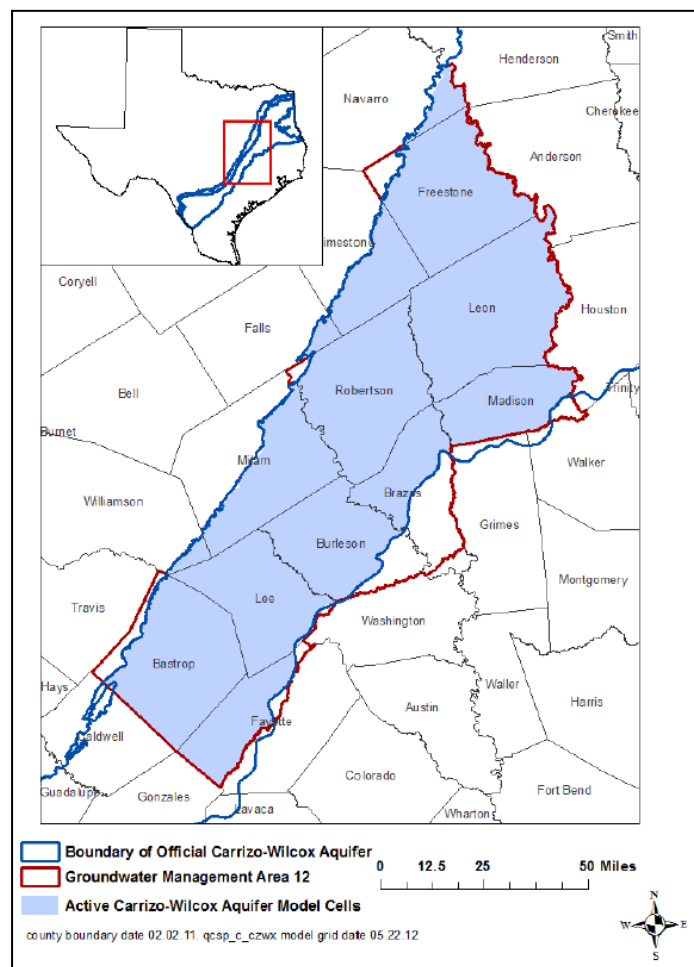 Smith
Henderson
Navarro
Cherokee
Anderson
Freestone
imestone
Coryell
Leon
Houston
Falls
Bell
Robertson
Madison
Trinity
Burnet
Milam
Walker
Williamson
Brazos
Grimes
Burleson
Montgomery
Travis
Lee
Washington
Bastrop
Waller
Hays
Harris
Austin
Fayette
Caldwell
Colorado
Fort Bend
Guadalupe
Gonzales
Lavaca
Wharton
Boundary of Official Carrizo-Wilcox Aquifer
Groundwater Management Area 12
Active Carrizo-Wilcox Aquifer Model Cells
0 12.5 25 50 Miles
county boundary date 02.02.11. qcsp_c_czwx model grid date 05.22.12
N
W E
S